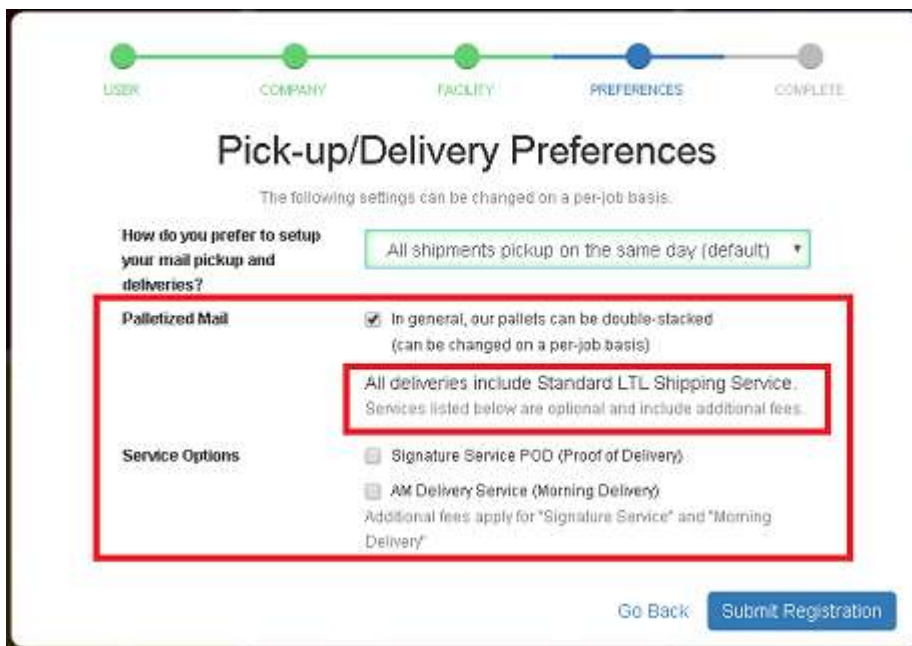 USER COMPANY FACILITY PREFERENCES COMPLETE
Pick-up/Delivery Preferences
The following settings can be changed on a per-job basis.
How do you prefer to setup
your mail pickup and
deliveries?
All shipments pickup on the same day (default)
Palletized Mail
In general, our pallets can be double-stacked
(can be changed on a per-job basis)
All deliveries include Standard LTL Shipping Service.
Services listed below are optional and include additional fees.
Service Options
Signature Service POD (Proof of Delivery)
AM Delivery Service (Morning Delivery)
Additional fees apply for "Signature Service" and "Morning
Delivery"
Go Back Submit Registration